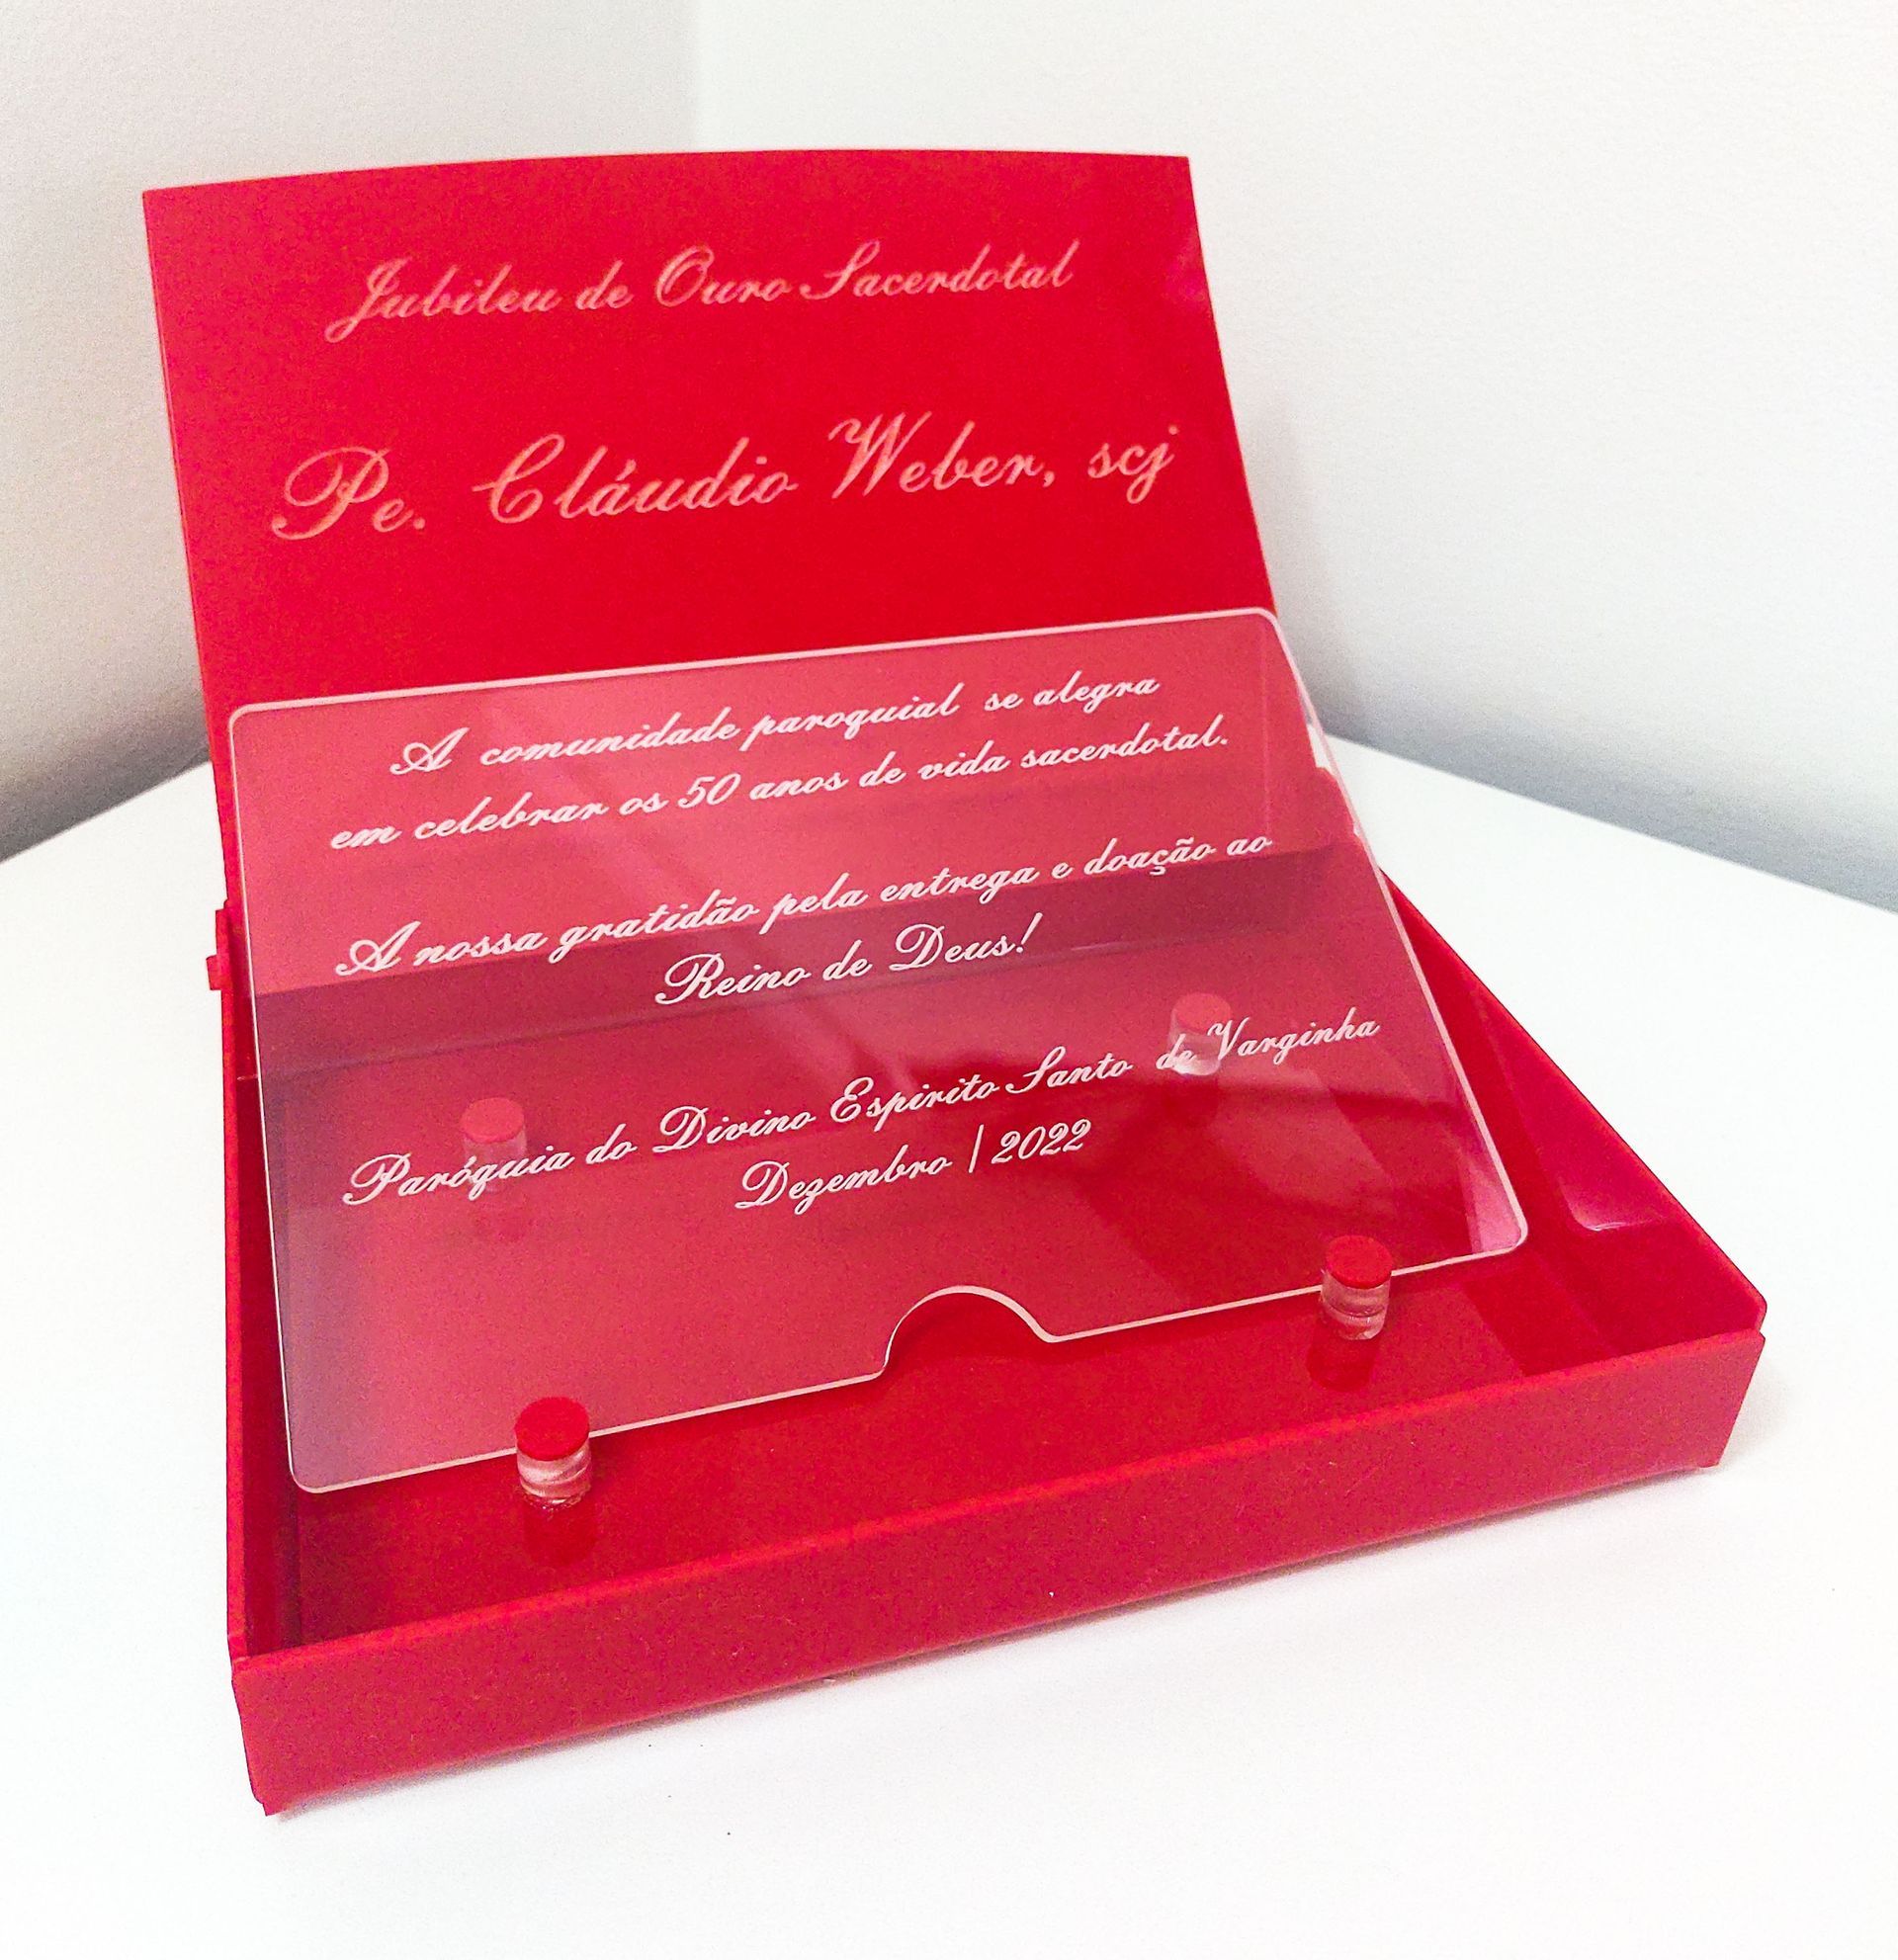 Jubileu de Ouro Sacerdotal
Pe. Cláudio Weber, scj
A comunidade paroquial se alegra
em celebrar os 50 anos de vida sacerdotal.
A nossa gratidão pela entrega e doação ao
Reino de Deus!
Paróquia do Divino Espirito Santo de Varginha
Dezembro | 2022